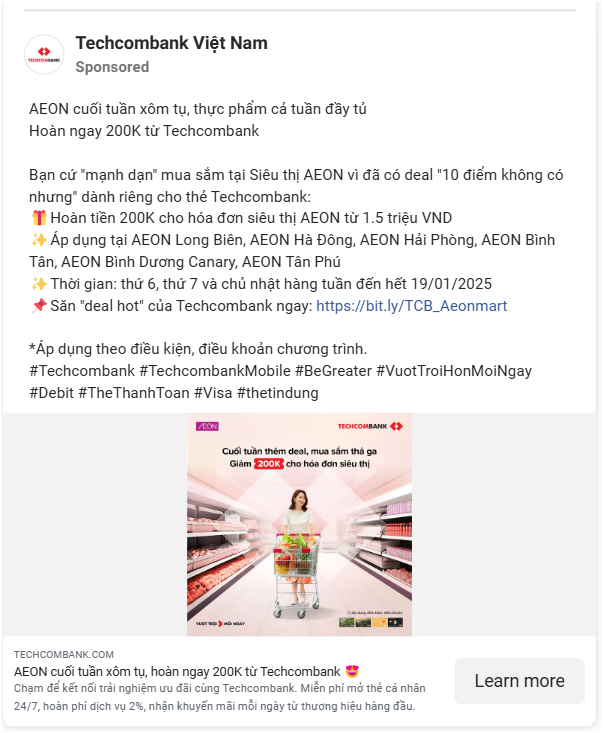 TECHCOMBANK
Techcombank Việt Nam
Sponsored
AEON cuối tuần xôm tụ, thực phẩm cả tuần đầy tủ
Hoàn ngay 200K từ Techcombank
Bạn cứ "mạnh dạn" mua sắm tại Siêu thị AEON vì đã có deal "10 điểm không có
nhưng" dành riêng cho thẻ Techcombank:
🎁Hoàn tiền 200K cho hóa đơn siêu thị AEON từ 1.5 triệu VND
✨Áp dụng tại AEON Long Biên, AEON Hà Đông, AEON Hải Phòng, AEON Bình
Tân, AEON Bình Dương Canary, AEON Tân Phú
✨Thời gian: thứ 6, thứ 7 và chủ nhật hàng tuần đến hết 19/01/2025
📌Săn "deal hot" của Techcombank ngay: https://bit.ly/TCB_Aeonmart
*Áp dụng theo điều kiện, điều khoản chương trình.
#Techcombank #TechcombankMobile #BeGreater #VuotTroiHonMoiNgay
#Debit #TheThanhToan #Visa #thetindung
AEON
TECHCOMBANK
Cuối tuần thêm deal, mua sắm thả ga
Giảm 200K cho hóa đơn siêu thị
(*) Áp dụng điều kiện, điều khoản
VƯỢT TRỘI MỖI NGÀY
TECHCOMBANK.COM
AEON cuối tuần xôm tụ, hoàn ngay 200K từ Techcombank 😍
Chạm để kết nối trải nghiệm ưu đãi cùng Techcombank. Miễn phí mở thẻ cá nhân
24/7, hoàn phí dịch vụ 2%, nhận khuyến mãi mỗi ngày từ thương hiệu hàng đầu.
Learn more